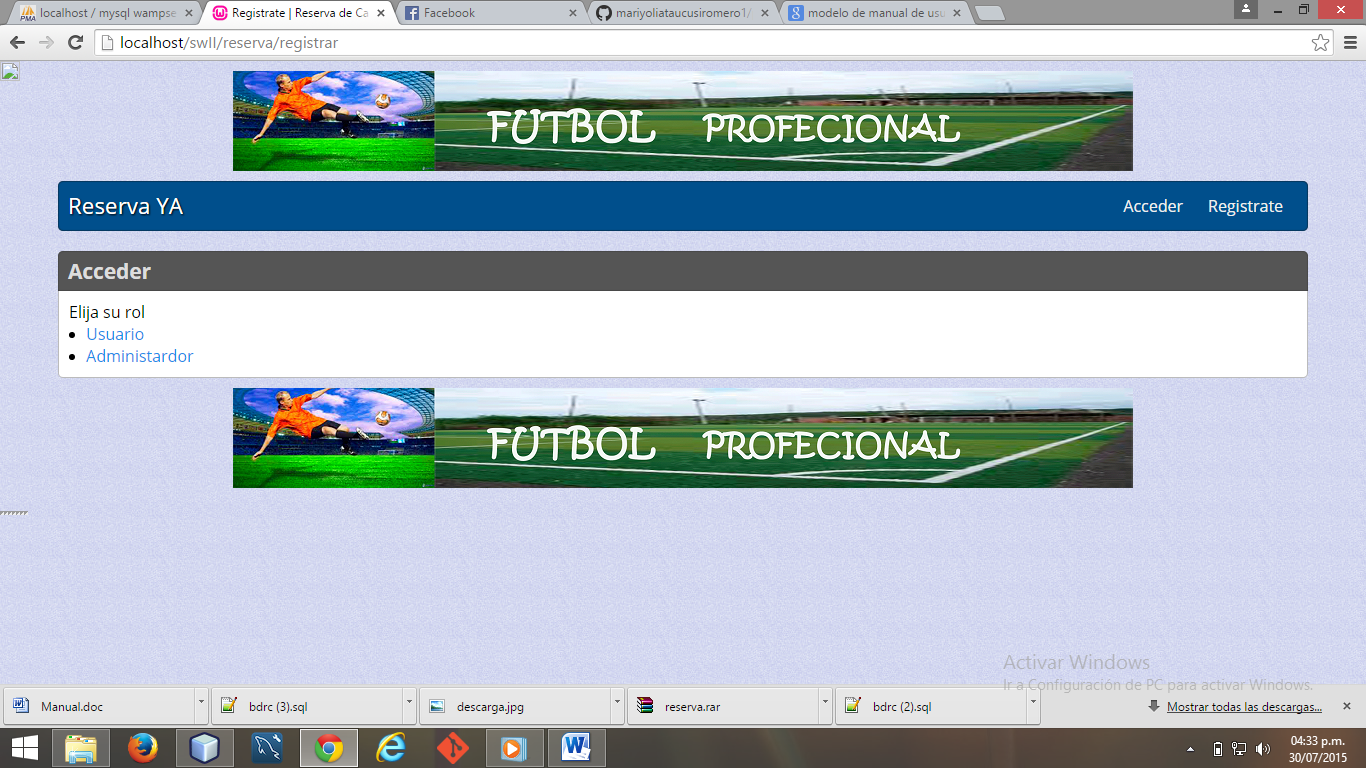 localhost / mysql wampse
Registrate | Reserva de Ca
Facebook
mariyoliataucusiromero1/
modelo de manual de usu
localhost/swll/reserva/registrar
FUTBOL PROFECIONAL
Reserva YA
Acceder
Registrate
Acceder
Elija su rol
Usuario
Administardor
FUTBOL PROFECIONAL
Activar Windows
Ir a Configuración de PC para activar Windows.
Manual.doc
bdrc (3).sql
descarga.jpg
reserva.rar
bdrc (2).sql
Mostrar todas las descargas...
04:33 p.m.
30/07/2015